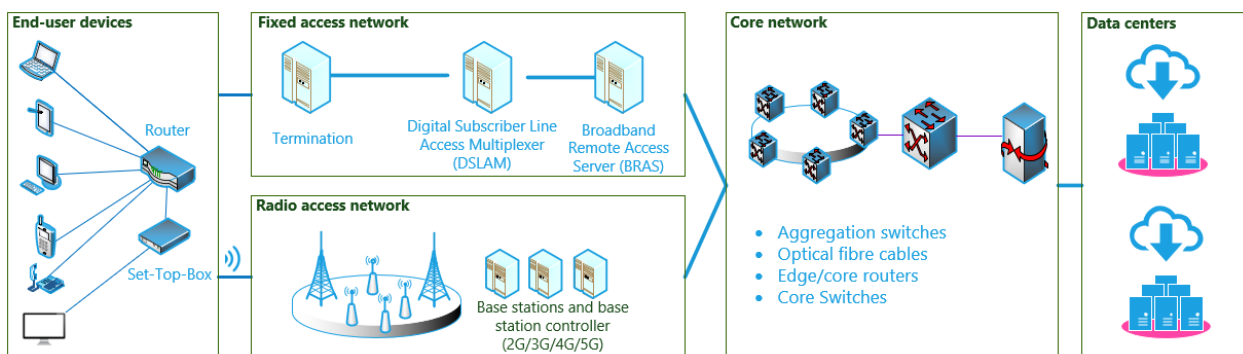 End-user devices
Router
Set-Top-Box
Fixed access network
Termination
Digital Subscriber Line
Access Multiplexer
(DSLAM)
Broadband
Remote Access
Server (BRAS)
Radio access network
Base stations and base
station controller
(2G/3G/4G/5G)
Core network
• Aggregation switches
• Optical fibre cables
• Edge/core routers
• Core Switches
Data centers